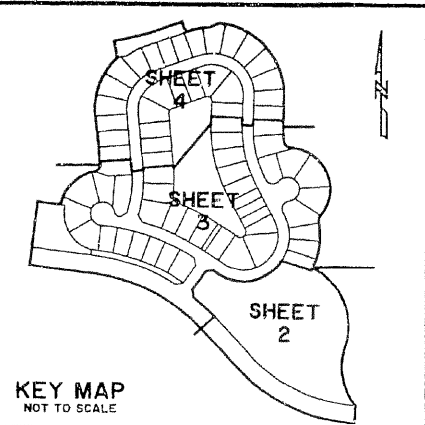 SHEET
4
N
SHEET
3
SHEET
2
KEY MAP
NOT TO SCALE